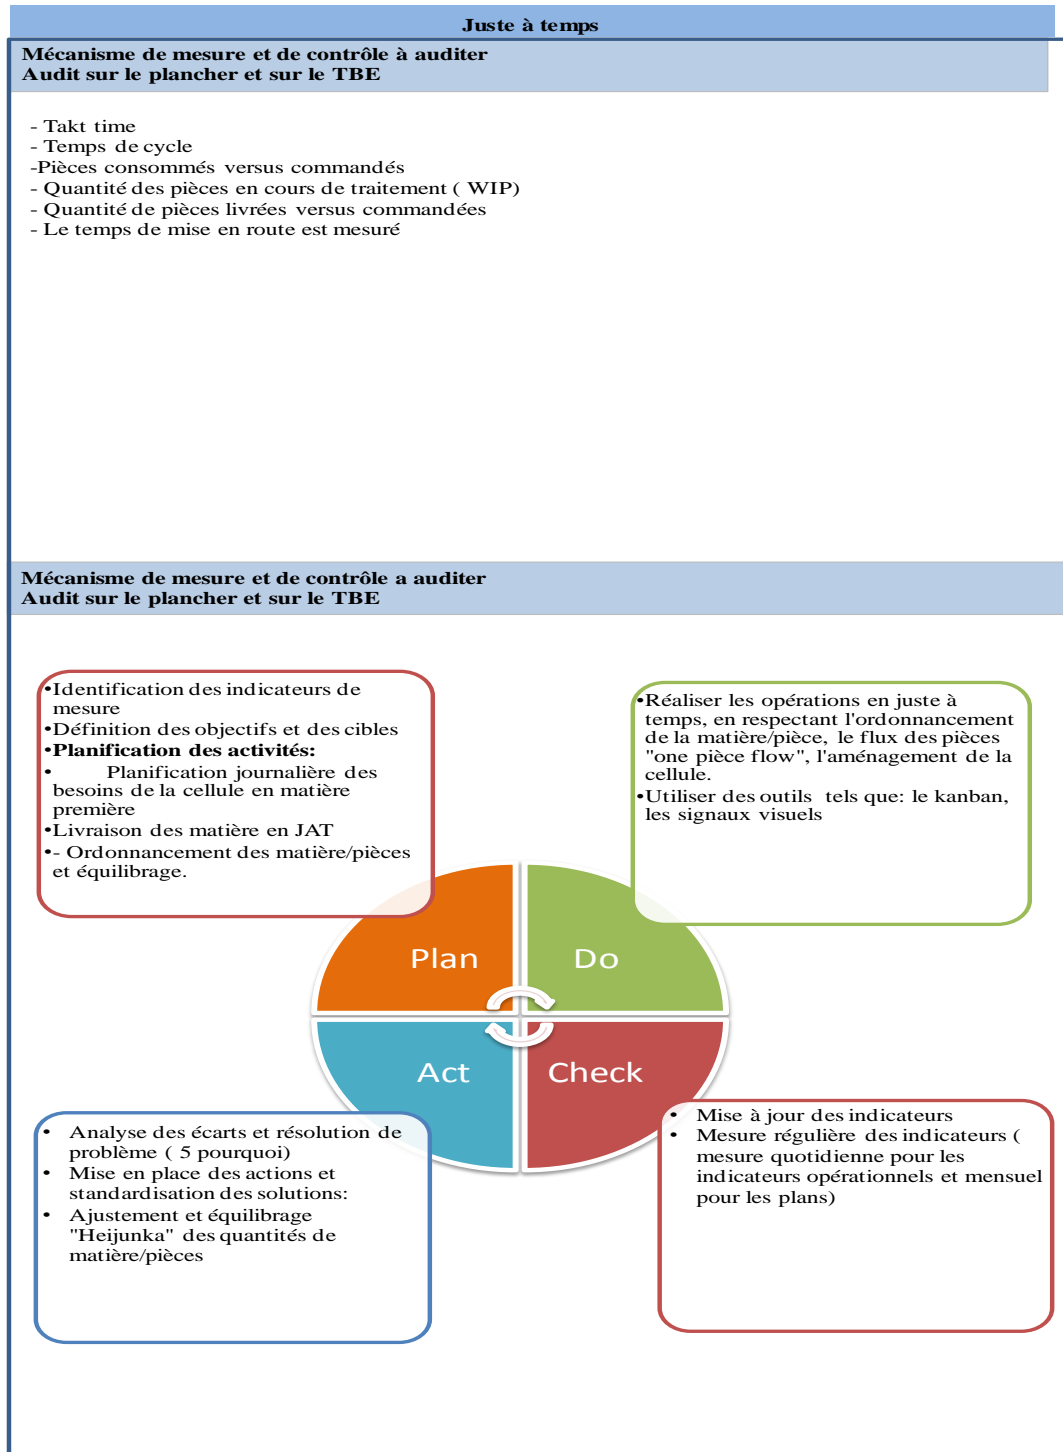 Juste à temps
Mécanisme de mesure et de contrôle à auditer
Audit sur le plancher et sur le TBE
- Takt time
- Temps de cycle
-Pièces consommés versus commandés
- Quantité des pièces en cours de traitement ( WIP)
- Quantité de pièces livrées versus commandées
- Le temps de mise en route est mesuré
Mécanisme de mesure et de contrôle a auditer
Audit sur le plancher et sur le TBE
•Identification des indicateurs de
mesure
•Définition des objectifs et des cibles
•Planification des activités:
• Planification journalière des
besoins de la cellule en matière
première
•Livraison des matière en JAT
•- Ordonnancement des matière/pièces
et équilibrage.
•Réaliser les opérations en juste à
temps, en respectant l'ordonnancement
de la matière/pièce, le flux des pièces
"one pièce flow", l'aménagement de la
cellule.
•Utiliser des outils tels que: le kanban,
les signaux visuels
Plan
Do
Act
Check
• Analyse des écarts et résolution de
problème ( 5 pourquoi)
• Mise en place des actions et
standardisation des solutions:
• Ajustement et équilibrage
"Heijunka" des quantités de
matière/pièces
• Mise à jour des indicateurs
• Mesure régulière des indicateurs (
mesure quotidienne pour les
indicateurs opérationnels et mensuel
pour les plans)